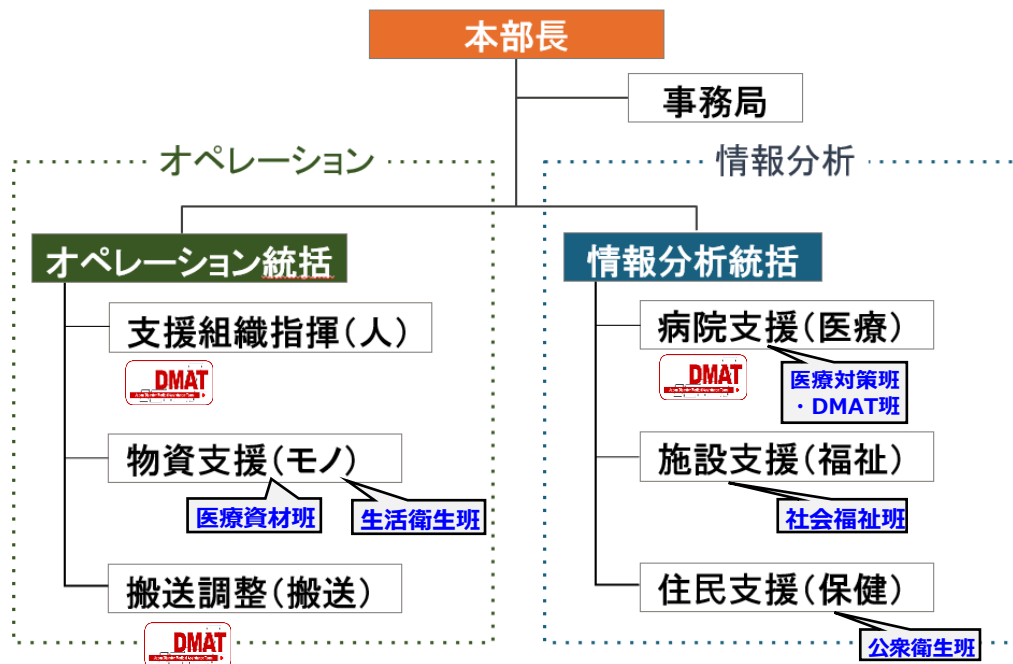 本部長
事務局
オペレーション
情報分析
オペレーション統括
情報分析統括
支援組織指揮(人)
DMAT
物資支援(モノ)
医療資材班
生活衛生班
搬送調整(搬送)
DMAT
病院支援(医療)
DMAT
医療対策班
・DMAT班
施設支援(福祉)
社会福祉班
住民支援(保健)
公衆衛生班